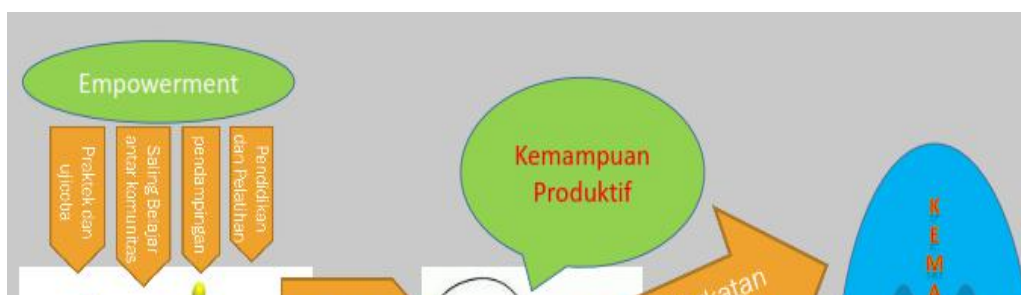 Empowerment
Praktek dan
ujicoba
Saling Belajar
antar komunitas
pendampingan
Pendidikan
dan Pelatihan
Kemampuan
Produktif
K
E
M
A